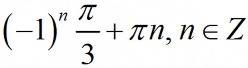 (-1)ⁿ π/3 + πn, n ∈ Z